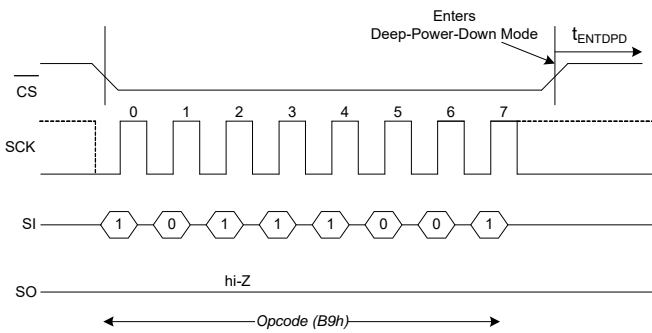 Enters
Deep-Power-Down Mode
tENTDPD
CS
0 1 2 3 4 5 6 7
SCK
SI 1 0 1 1 1 0 0 1
hi-Z
SO
Opcode (B9h)